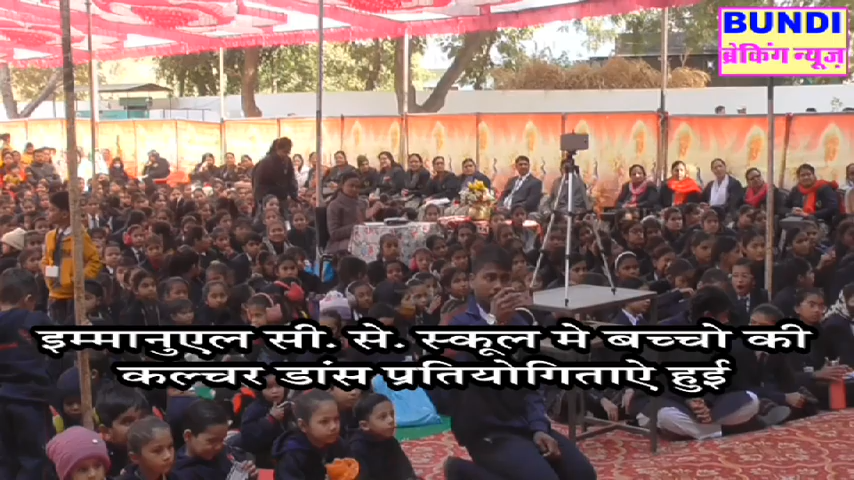 BUNDI
ब्रेकिंग न्यूज़
इम्मानुएल सी. से. स्कूल मे बच्चो की
कल्चर डांस प्रतियोगिताऐ हुई